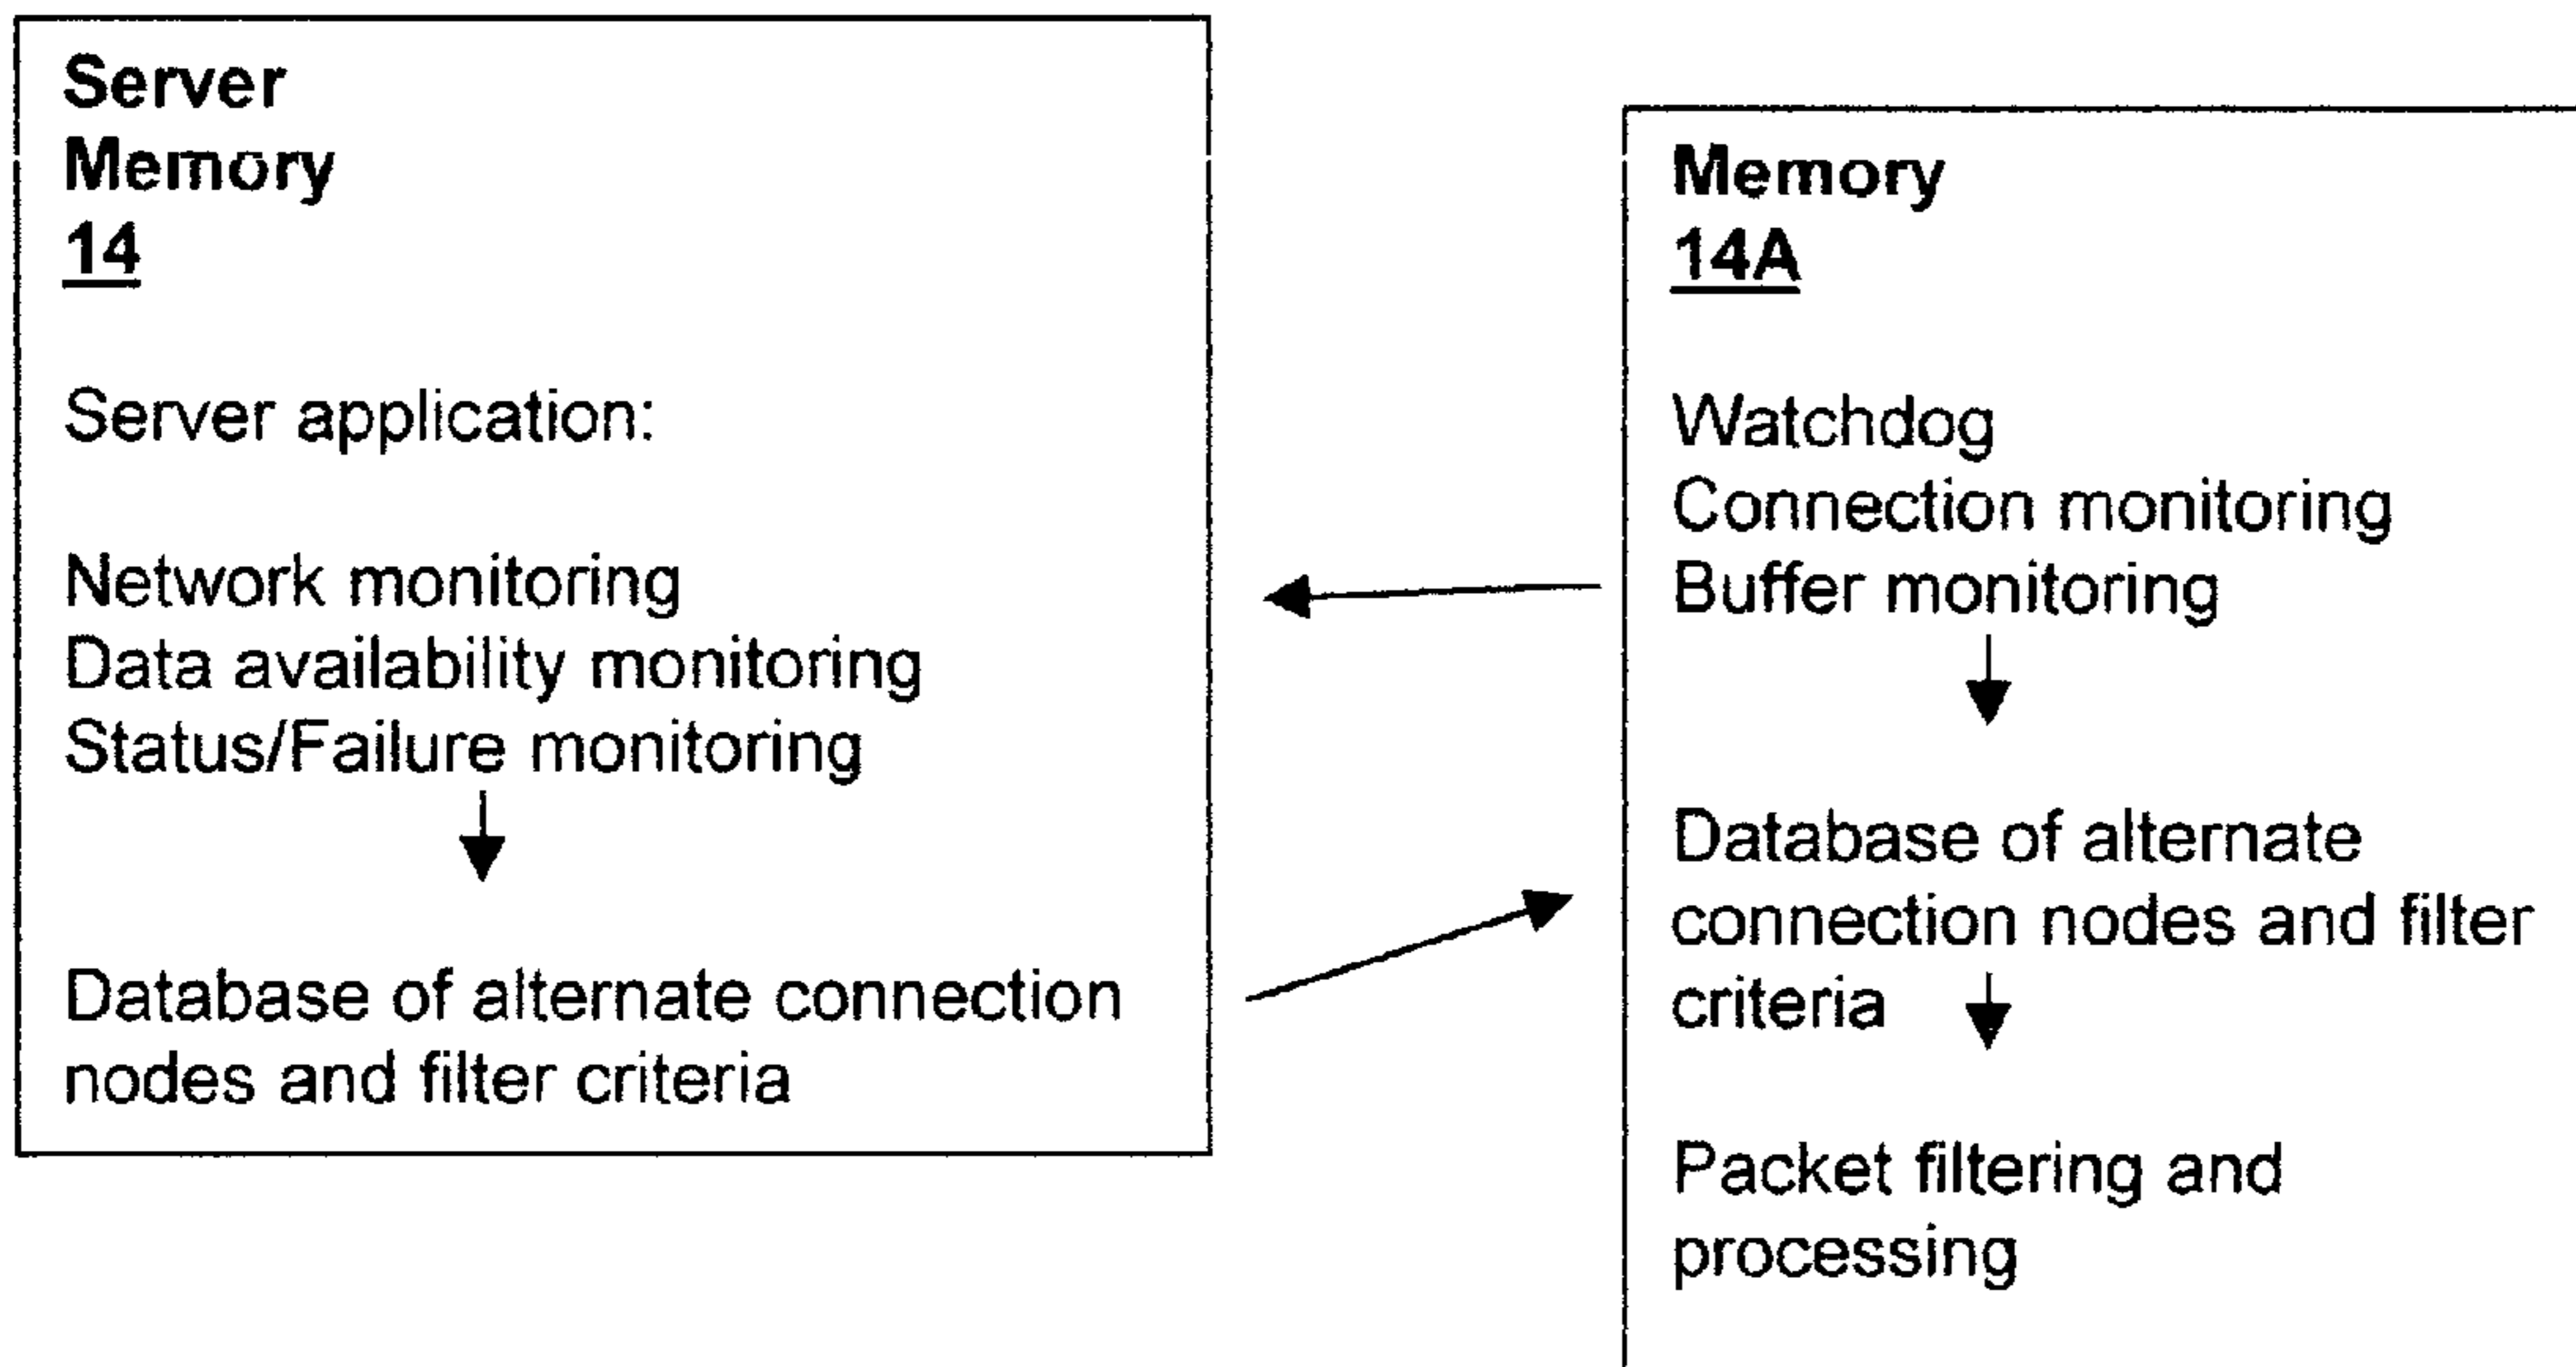 Server
Memory
14
Server application:
Network monitoring
Data availability monitoring
Status/Failure monitoring
Database of alternate connection
nodes and filter criteria
Memory
14A
Watchdog
Connection monitoring
Buffer monitoring
Database of alternate
connection nodes and filter
criteria
Packet filtering and
processing